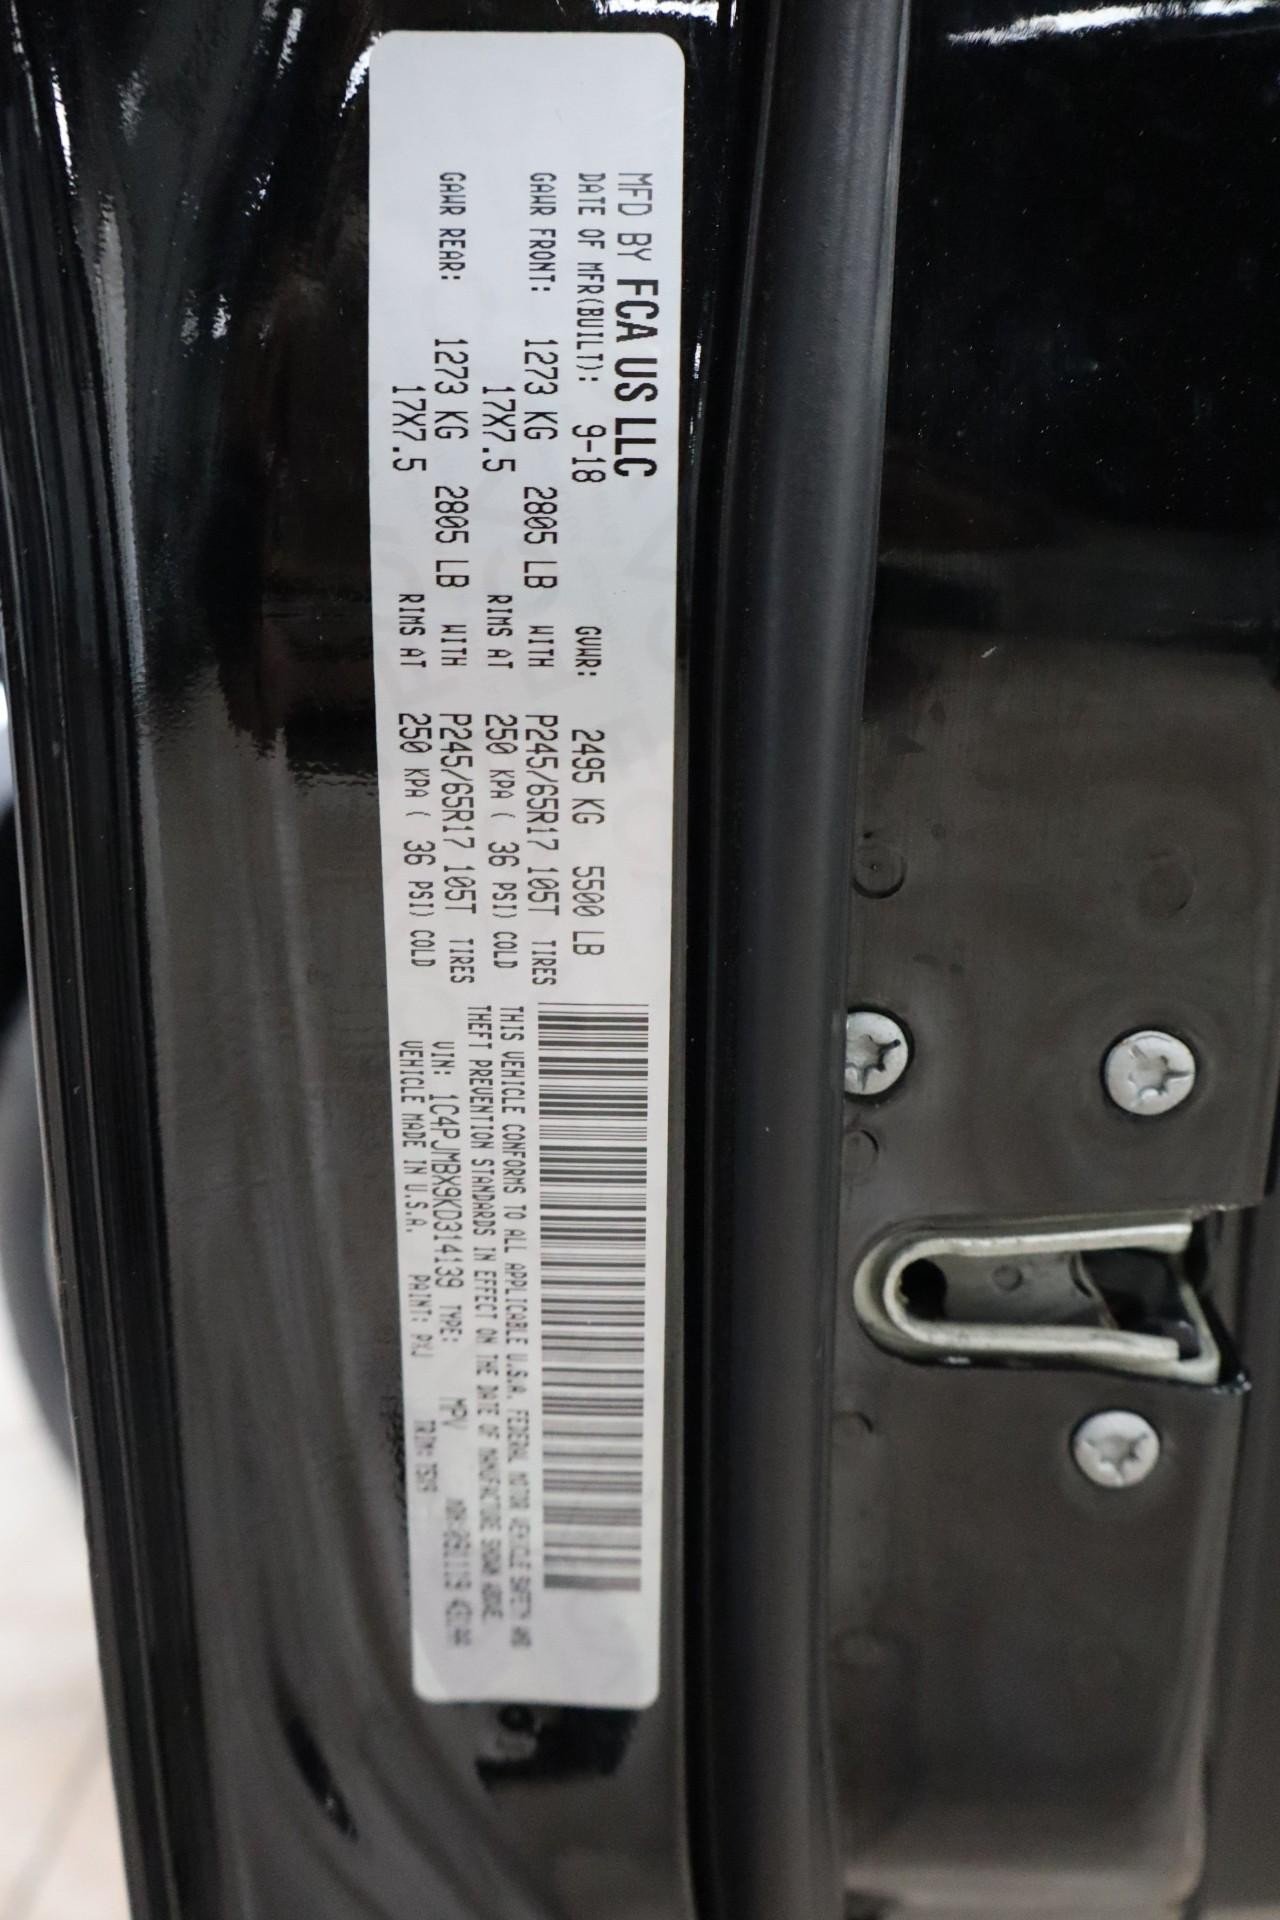 MFD BY FCA US LLC
DATE OF MFR(BUILT): 9-18 GVWR: 2495 KG 5500 LB
GAWR FRONT: 1273 KG 2805 LB WITH P245/65R17 105T TIRES
17X7.5 RIMS AT 250 KPA ( 36 PSI) COLD
GAWR REAR: 1273 KG 2805 LB WITH P245/65R17 105T TIRES
17X7.5 RIMS AT 250 KPA ( 36 PSI) COLD
THIS VEHICLE CONFORMS TO ALL APPLICABLE U.S.A. FEDERAL MOTOR VEHICLE SAFETY AND
THEFT PREVENTION STANDARDS IN EFFECT ON THE DATE OF MANUFACTURE SHOWN ABOVE.
VIN: 1C4PJMBX9KD314139 TYPE: MPV
VEHICLE MADE IN U.S.A. PAINT: PXJ TRIM: